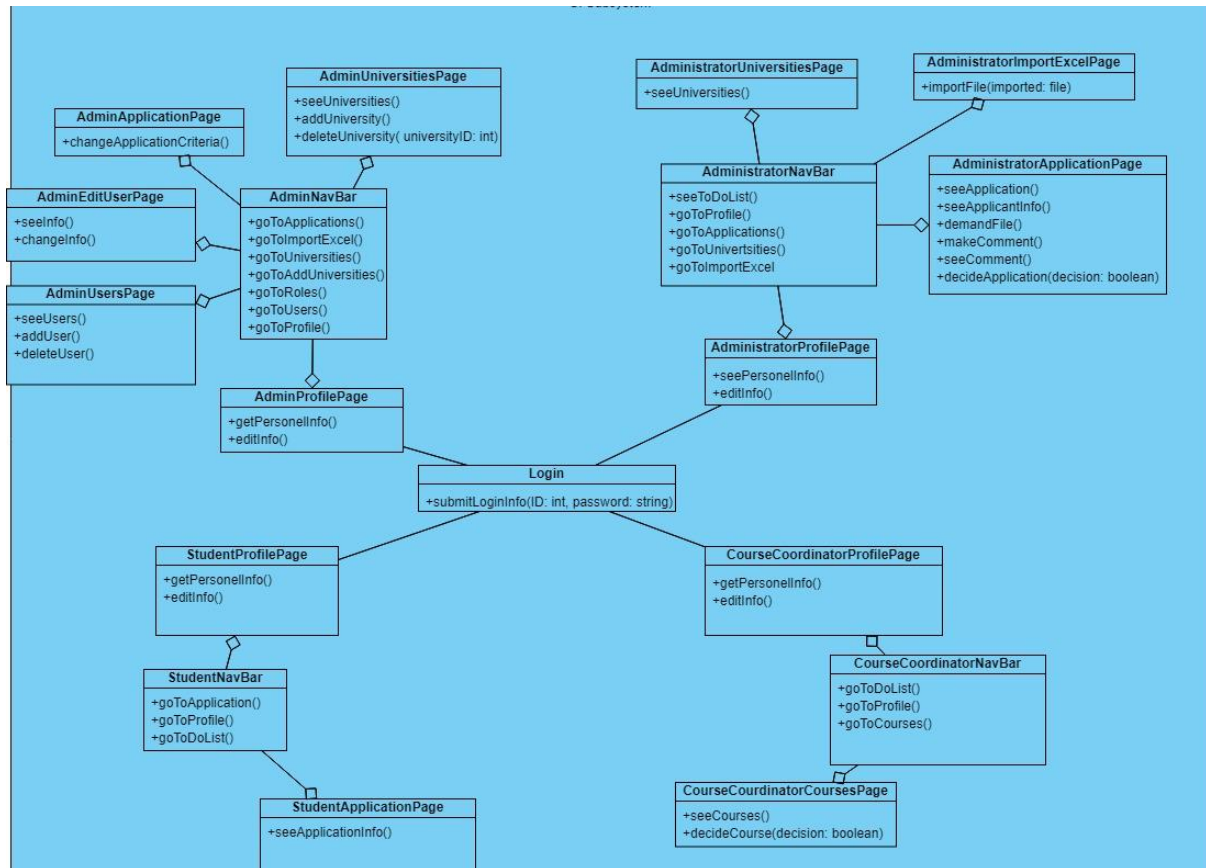 AdminUniversitiesPage
+seeUniversities()
+addUniversity()
+deleteUniversity( universityID: int)
AdministratorUniversitiesPage
+seeUniversities()
AdministratorImportExcelPage
+importFile(imported: file)
AdminApplicationPage
+changeApplicationCriteria()
AdminEditUserPage
+seeInfo()
+changeInfo()
AdminNavBar
+goToApplications()
+goToImportExcel()
+goToUniversities()
+goToAddUniversities()
+goToRoles()
+goToUsers()
+goToProfile()
AdministratorNavBar
+seeToDoList()
+goToProfile()
+goToApplications()
+goToUnivertsities()
+goToImportExcel
AdministratorApplicationPage
+seeApplication()
+seeApplicantInfo()
+demandFile()
+makeComment()
+seeComment()
+decideApplication(decision: boolean)
AdminUsersPage
+seeUsers()
+addUser()
+deleteUser()
AdministratorProfilePage
+seePersonelInfo()
+editInfo()
AdminProfilePage
+getPersonelInfo()
+editInfo()
Login
+submitLoginInfo(ID: int, password: string)
StudentProfilePage
+getPersonelInfo()
+editInfo()
CourseCoordinatorProfilePage
+getPersonelInfo()
+editInfo()
StudentNavBar
+goToApplication()
+goToProfile()
+goToDoList()
CourseCoordinatorNavBar
+goToDoList()
+goToProfile()
+goToCourses()
StudentApplicationPage
+seeApplicationInfo()
CourseCoordinatorCoursesPage
+seeCourses()
+decideCourse(decision: boolean)